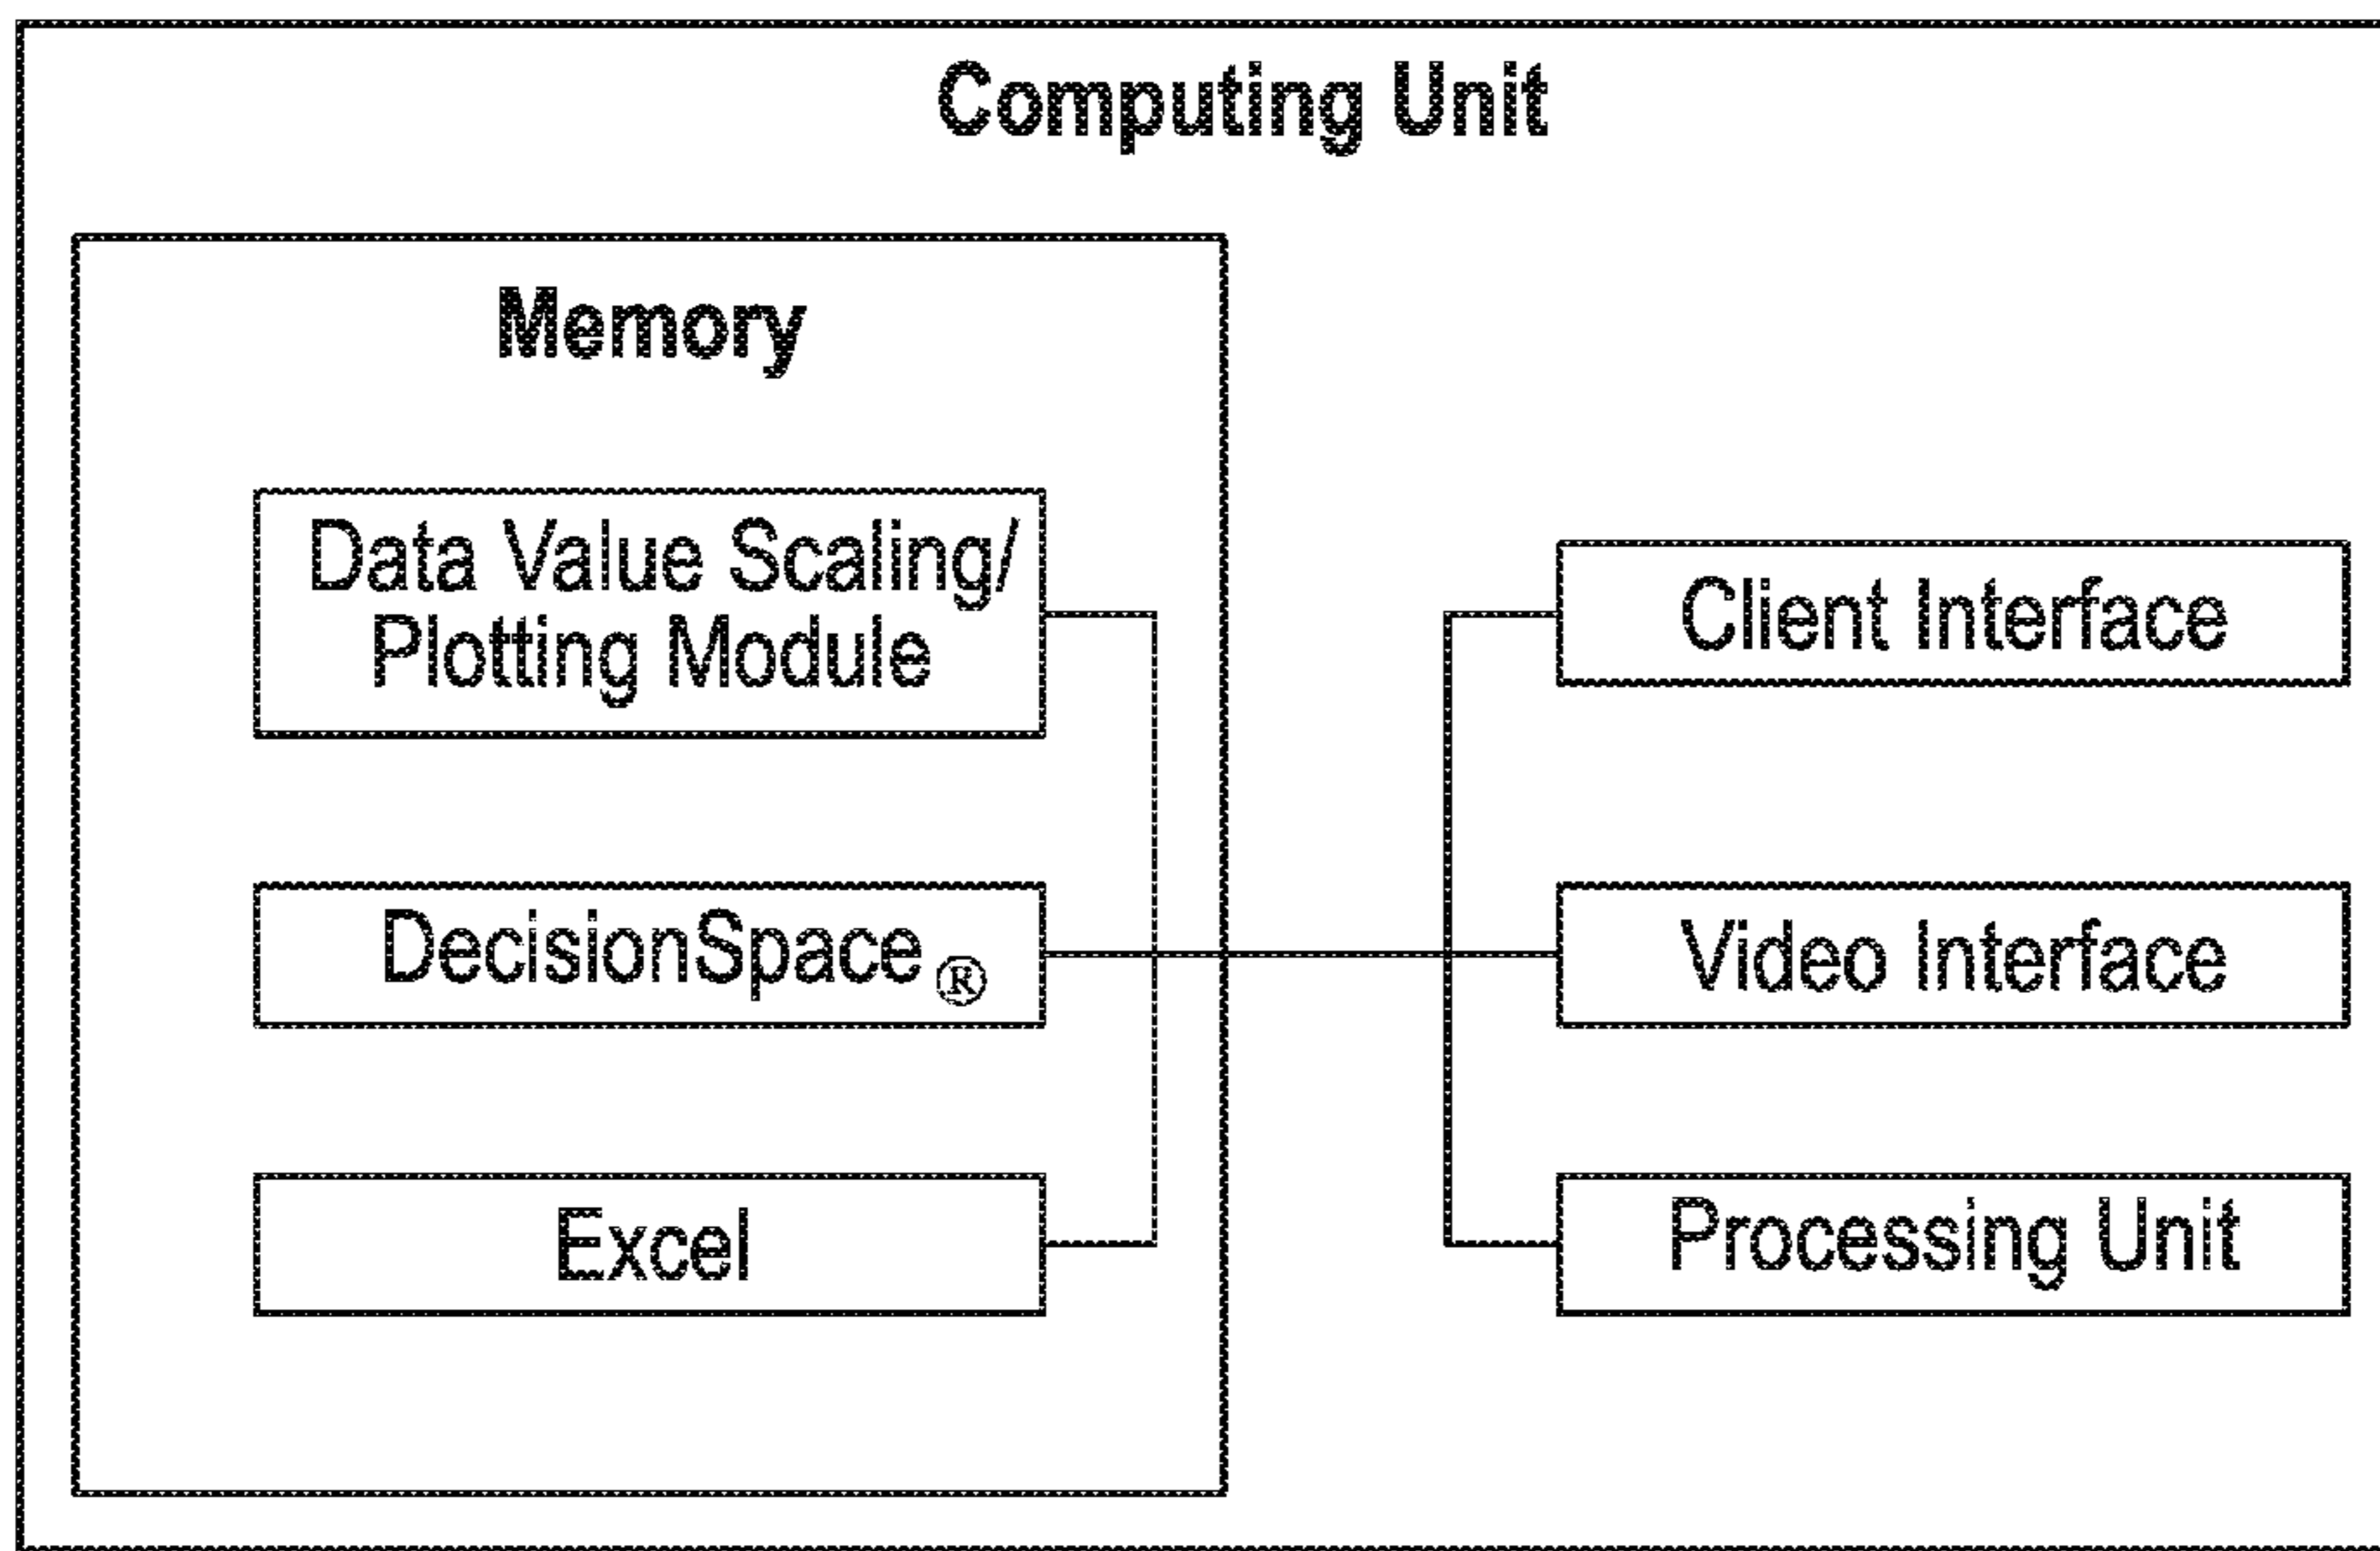 Computing Unit
Memory
Data Value Scaling/
Plotting Module
DecisionSpace®
Excel
Client Interface
Video Interface
Processing Unit